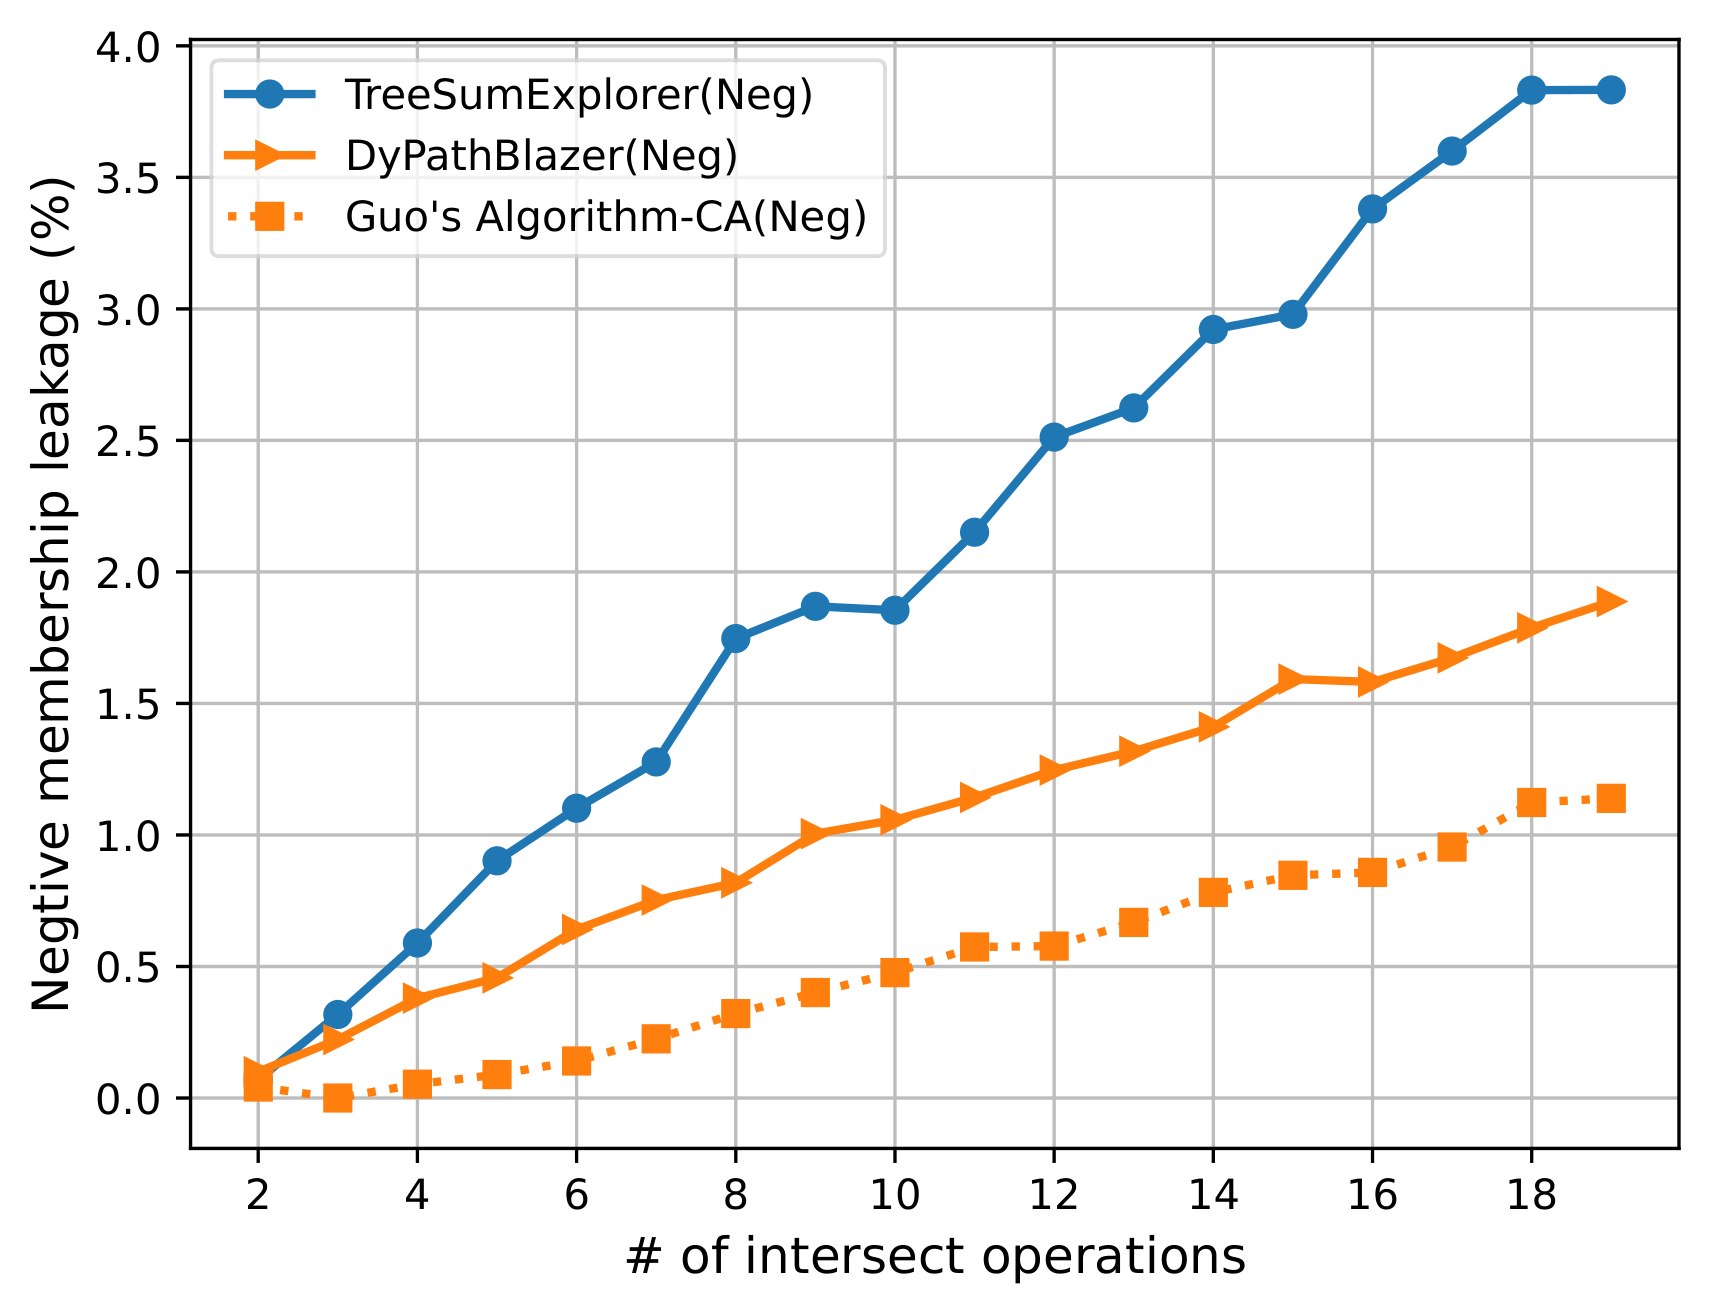 TreeSumExplorer(Neg)
DyPathBlazer(Neg)
Guo's Algorithm-CA(Neg)
Negtive membership leakage (%)
4.0
3.5
3.0
2.5
2.0
1.5
1.0
0.5
0.0
2 4 6 8 10 12 14 16 18
# of intersect operations